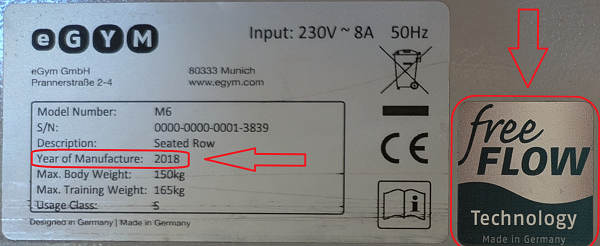 eGYM
Input: 230V ~ 8A 50Hz
eGym GmbH 80333 Munich
Prannerstraße 2-4 www.egym.com
Model Number: M6
S/N: 0000-0000-0001-3839
Description: Seated Row
Year of Manufacture: 2018
Max. Body Weight: 150kg
Max. Training Weight: 165kg
Usage Class: S
Designed in Germany | Made in Germany
CE
i
free
FLOW
Technology
Made in Germany